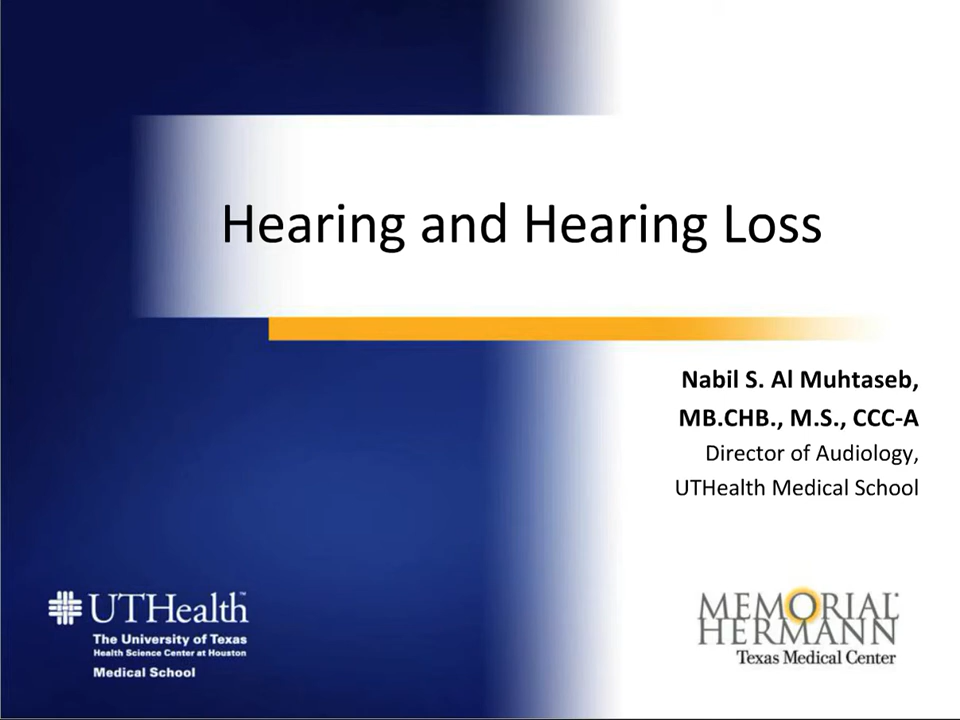 Hearing and Hearing Loss
Nabil S. Al Muhtaseb,
MB.CHB., M.S., CCC-A
Director of Audiology,
UTHealth Medical School
UTHealth™
The University of Texas
Health Science Center at Houston
Medical School
MEMORIAL®
HERMANN
Texas Medical Center